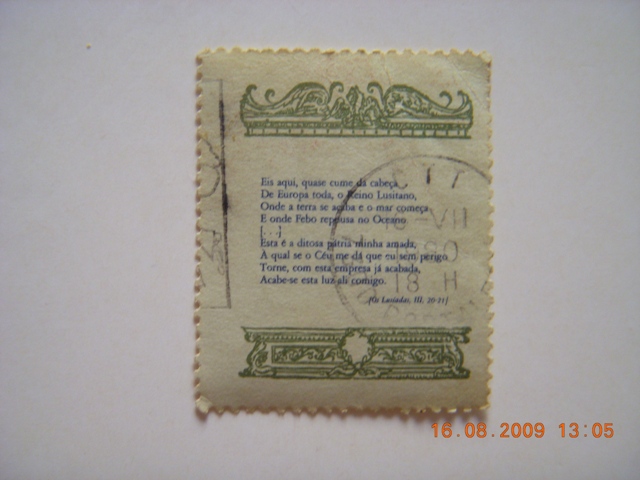 Eis aqui, quase cume da cabeça
De Europa toda, o Reino Lusitano,
Onde a terra se acaba e o mar começa
E onde Febo repousa no Oceano.
[...]
Esta é a ditosa pátria minha amada,
A qual se o Céu me dá que eu sem perigo
Torne, com esta empresa já acabada,
Acabe-se esta luz ali comigo.
(Os Lusíadas, III, 20-21)
CTT
16.08.2009 13:05